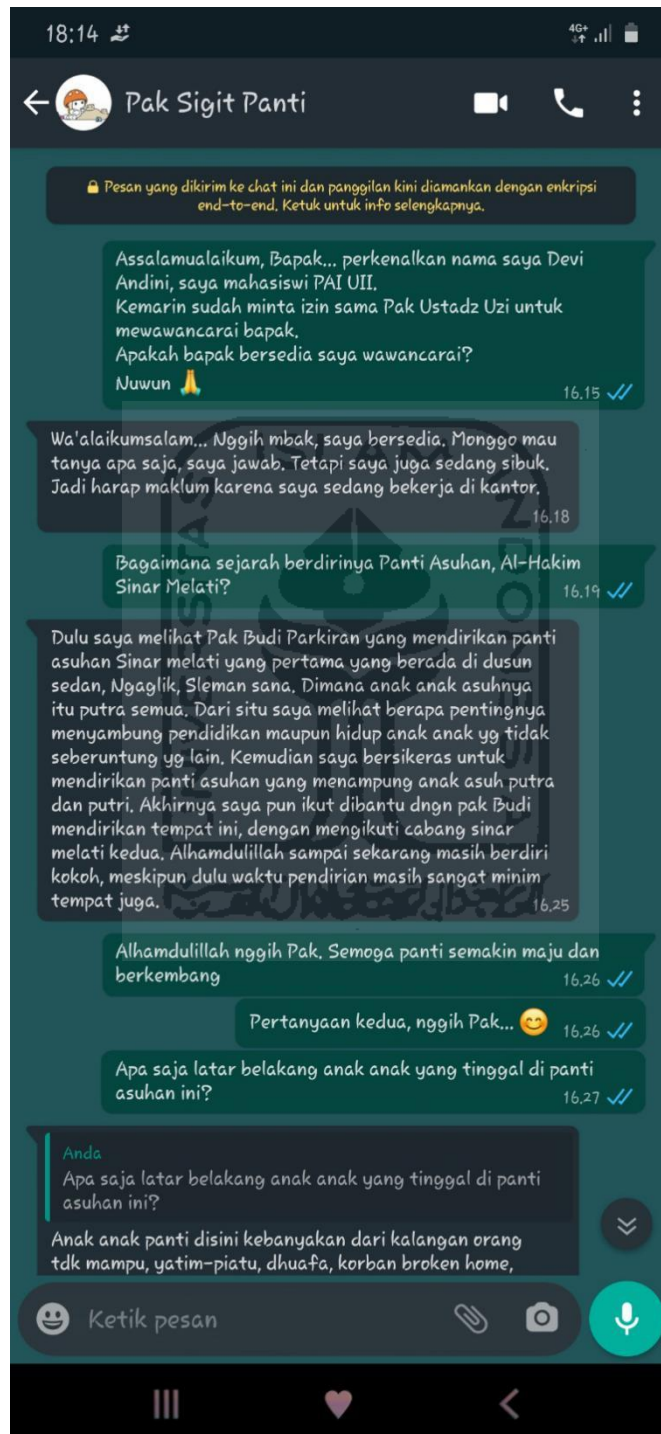 18:14
4G+
Pak Sigit Panti
Pesan yang dikirim ke chat ini dan panggilan kini diamankan dengan enkripsi
end-to-end. Ketuk untuk info selengkapnya.
Assalamualaikum, Bapak... perkenalkan nama saya Devi
Andini, saya mahasiswi PAI UII.
Kemarin sudah minta izin sama Pak Ustadz Uzi untuk
mewawancarai bapak.
Apakah bapak bersedia saya wawancarai?
Nuwun 🙏
16.15
Wa'alaikumsalam... Nggih mbak, saya bersedia. Monggo mau
tanya apa saja, saya jawab. Tetapi saya juga sedang sibuk.
Jadi harap maklum karena saya sedang bekerja di kantor.
16.18
Bagaimana sejarah berdirinya Panti Asuhan, Al-Hakim
Sinar Melati?
16.19
Dulu saya melihat Pak Budi Parkiran yang mendirikan panti
asuhan Sinar melati yang pertama yang berada di dusun
sedan, Ngaglik, Sleman sana. Dimana anak anak asuhnya
itu putra semua. Dari situ saya melihat berapa pentingnya
menyambung pendidikan maupun hidup anak anak yg tidak
seberuntung yg lain. Kemudian saya bersikeras untuk
mendirikan panti asuhan yang menampung anak asuh putra
dan putri. Akhirnya saya pun ikut dibantu dngn pak Budi
mendirikan tempat ini, dengan mengikuti cabang sinar
melati kedua. Alhamdulillah sampai sekarang masih berdiri
kokoh, meskipun dulu waktu pendirian masih sangat minim
tempat juga.
16.25
Alhamdulillah nggih Pak. Semoga panti semakin maju dan
berkembang
16.26
Pertanyaan kedua, nggih Pak... 😊
16.26
Apa saja latar belakang anak anak yang tinggal di panti
asuhan ini?
16.27
Anda
Apa saja latar belakang anak anak yang tinggal di panti
asuhan ini?
Anak anak panti disini kebanyakan dari kalangan orang
tdk mampu, yatim-piatu, dhuafa, korban broken home,
Ketik pesan
UNIVERSITAS
ISLAM
INDONESIA